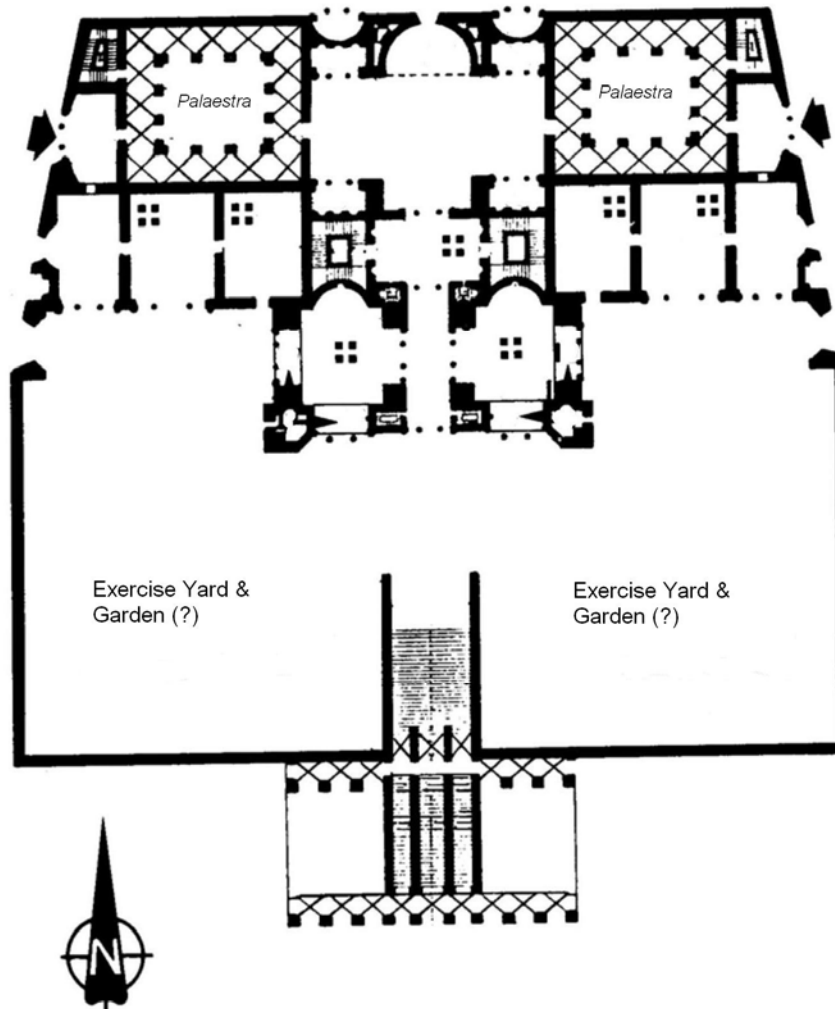 Palaestra
Palaestra
Exercise Yard &
Garden (?)
Exercise Yard &
Garden (?)
N